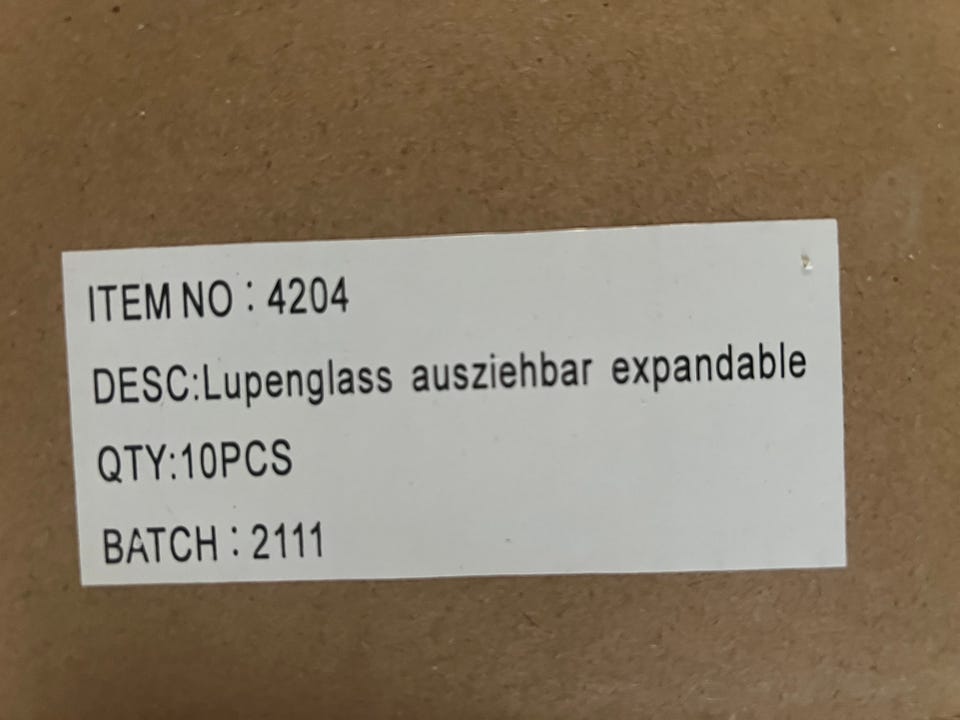 ITEM NO : 4204
DESC:Lupenglass ausziehbar expandable
QTY:10PCS
BATCH : 2111